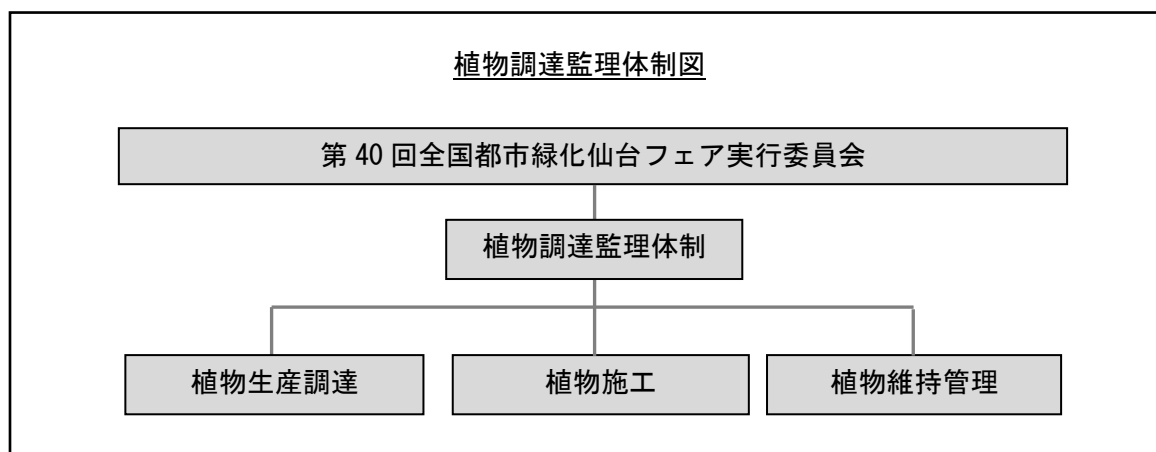 植物調達監理体制図
第 40 回全国都市緑化仙台フェア実行委員会
植物調達監理体制
植物生産調達
植物施工
植物維持管理